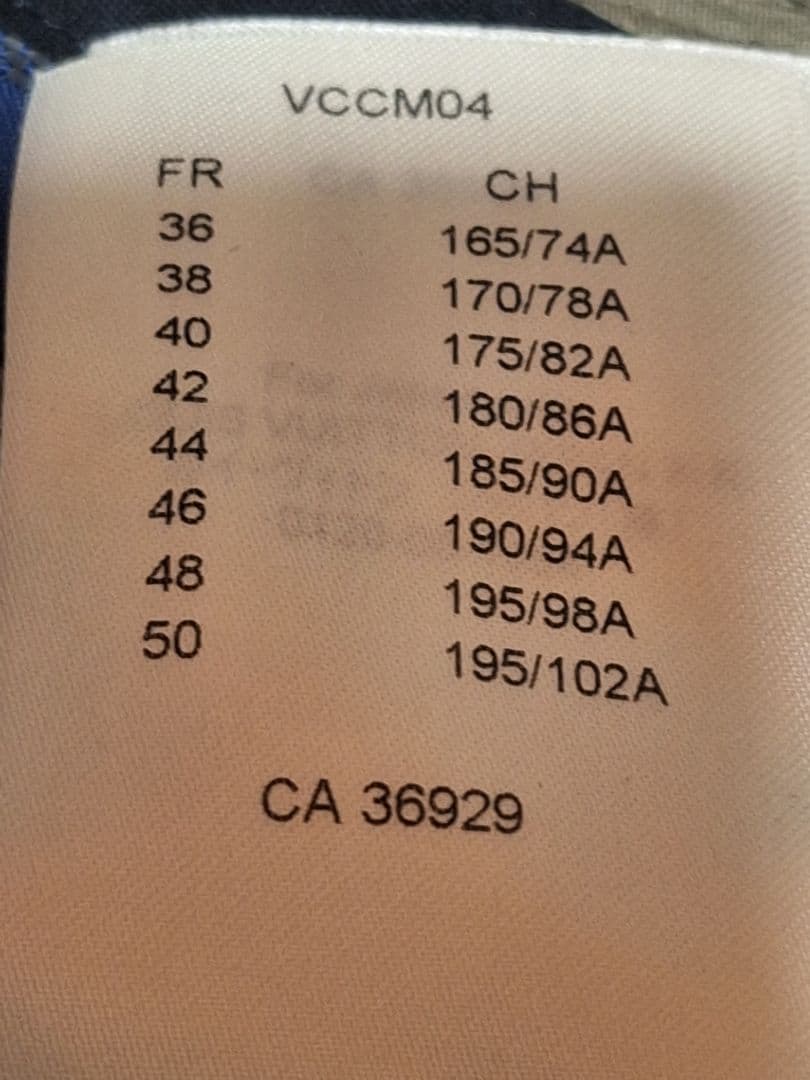 VCCM04
FR CH
36 165/74A
38 170/78A
40 175/82A
42 180/86A
44 185/90A
46 190/94A
48 195/98A
50 195/102A
CA 36929